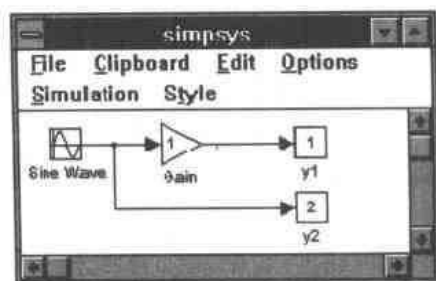 simpsys
File Clipboard Edit Options
Simulation Style
1
1
Sine Wave
Gain
y1
2
y2